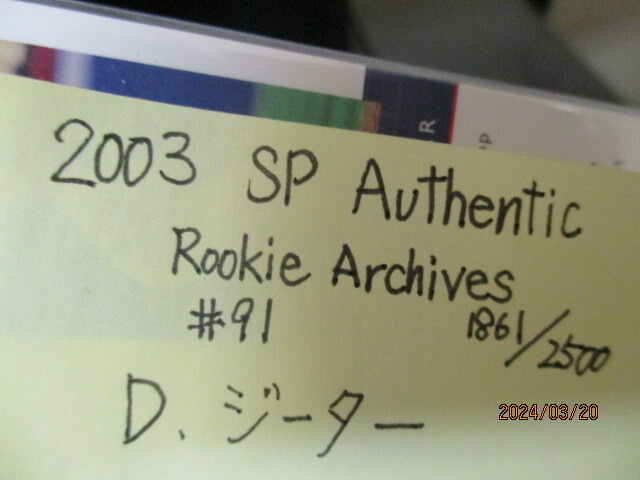 2003 SP Authentic
Rookie Archives
#91 1861/2500
D. ジーター
2024/03/20